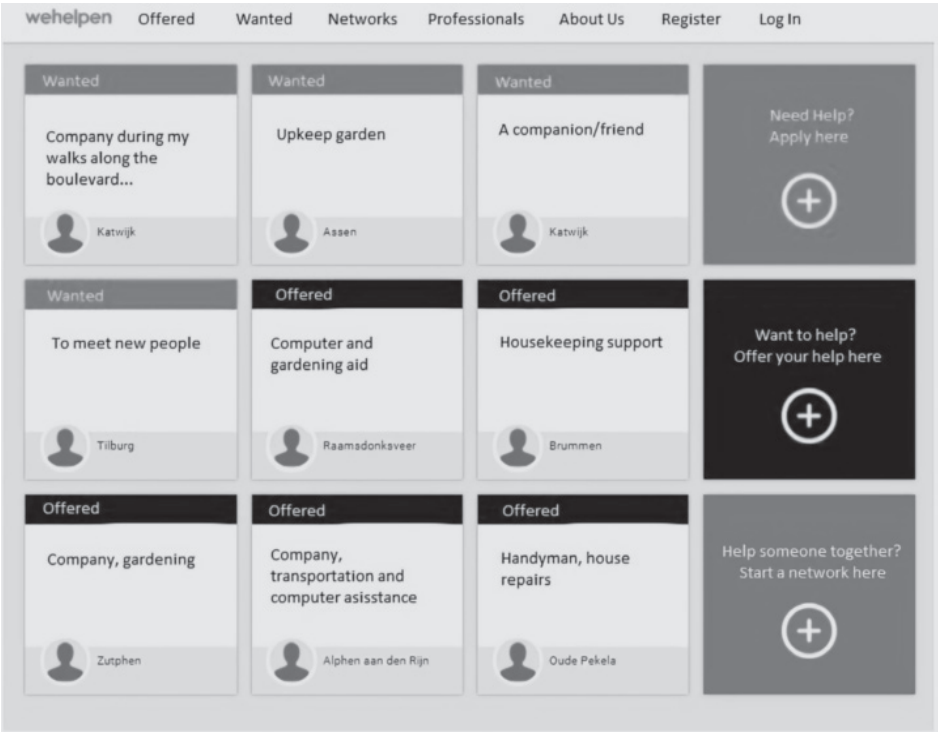 wehelpen Offered Wanted Networks Professionals About Us Register Log In
Wanted
Company during my
walks along the
boulevard...
Katwijk
Wanted
Upkeep garden
Assen
Wanted
A companion/friend
Katwijk
Need Help?
Apply here
Wanted
To meet new people
Tilburg
Offered
Computer and
gardening aid
Raamsdonksveer
Offered
Housekeeping support
Brummen
Want to help?
Offer your help here
Offered
Company, gardening
Zutphen
Offered
Company,
transportation and
computer asisstance
Alphen aan den Rijn
Offered
Handyman, house
repairs
Oude Pekela
Help someone together?
Start a network here